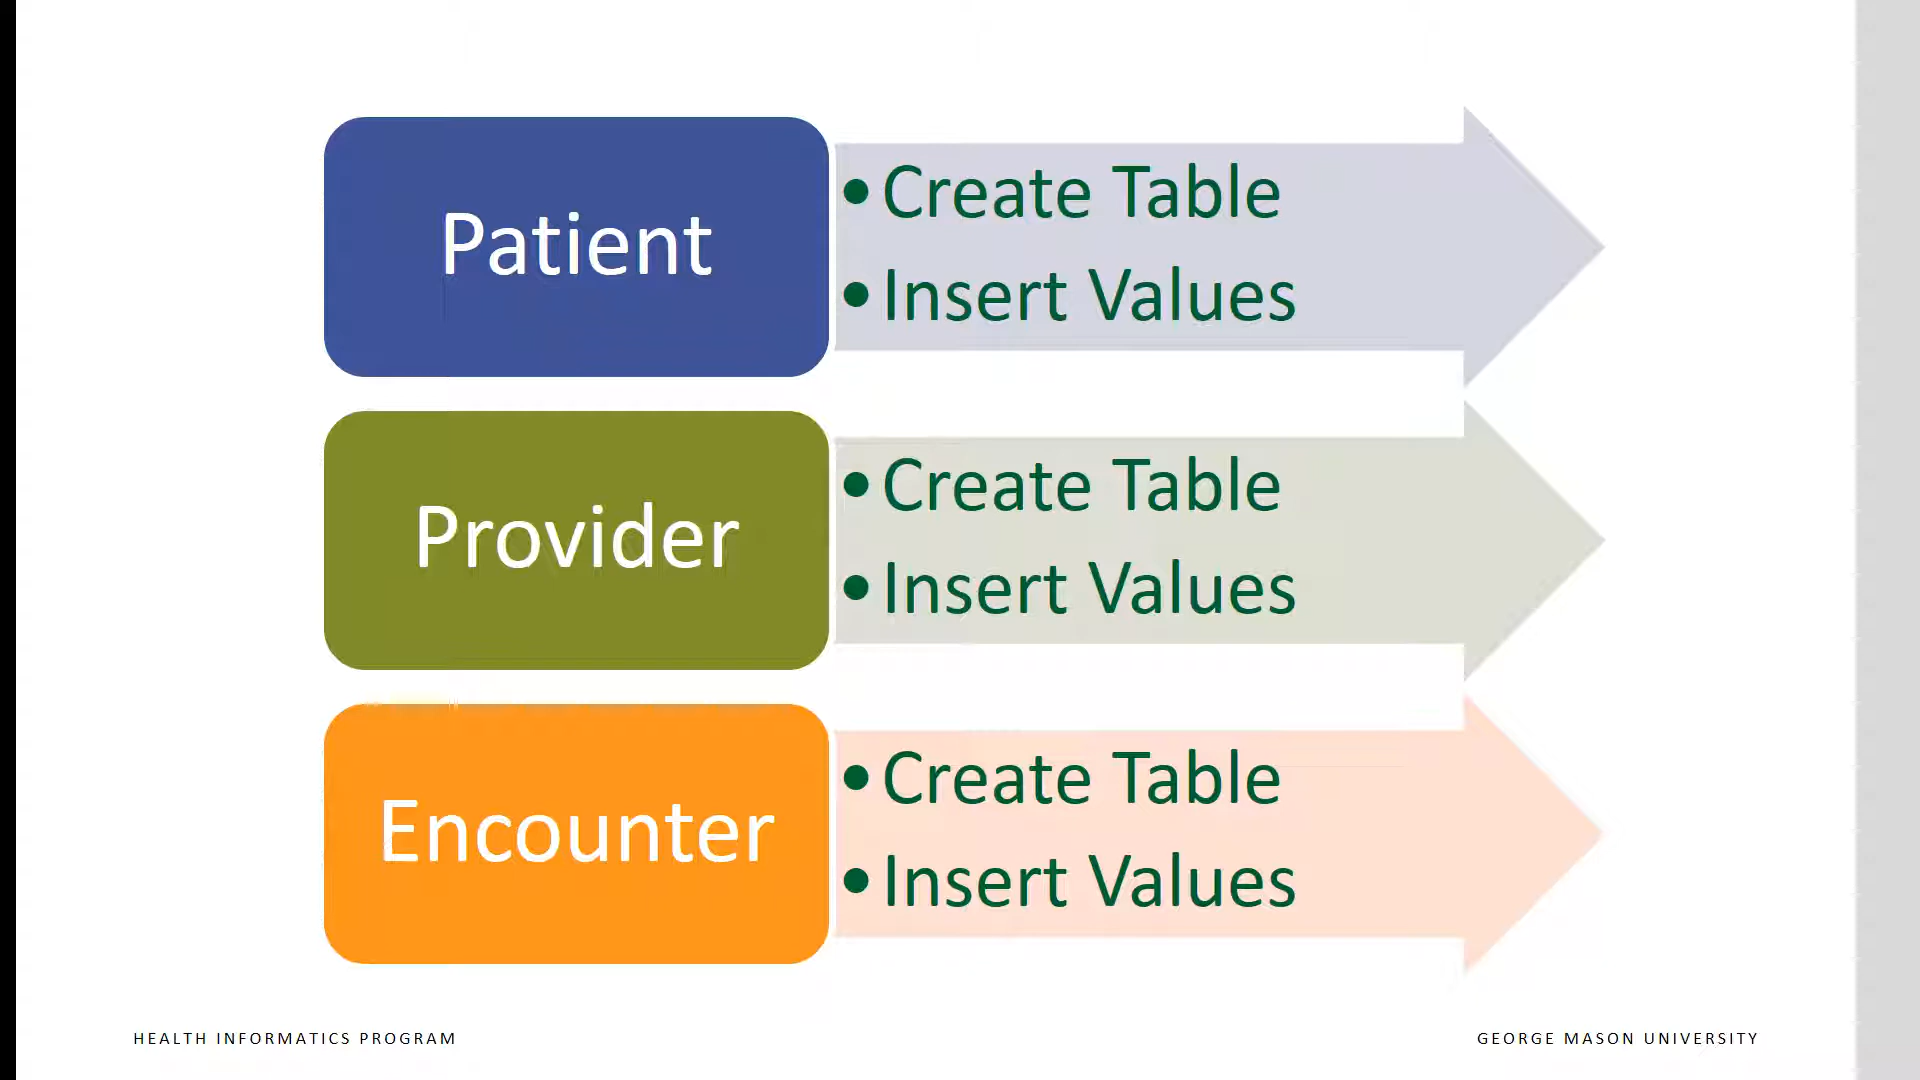 Patient
• Create Table
• Insert Values
Provider
• Create Table
• Insert Values
Encounter
• Create Table
• Insert Values
HEALTH INFORMATICS PROGRAM
GEORGE MASON UNIVERSITY